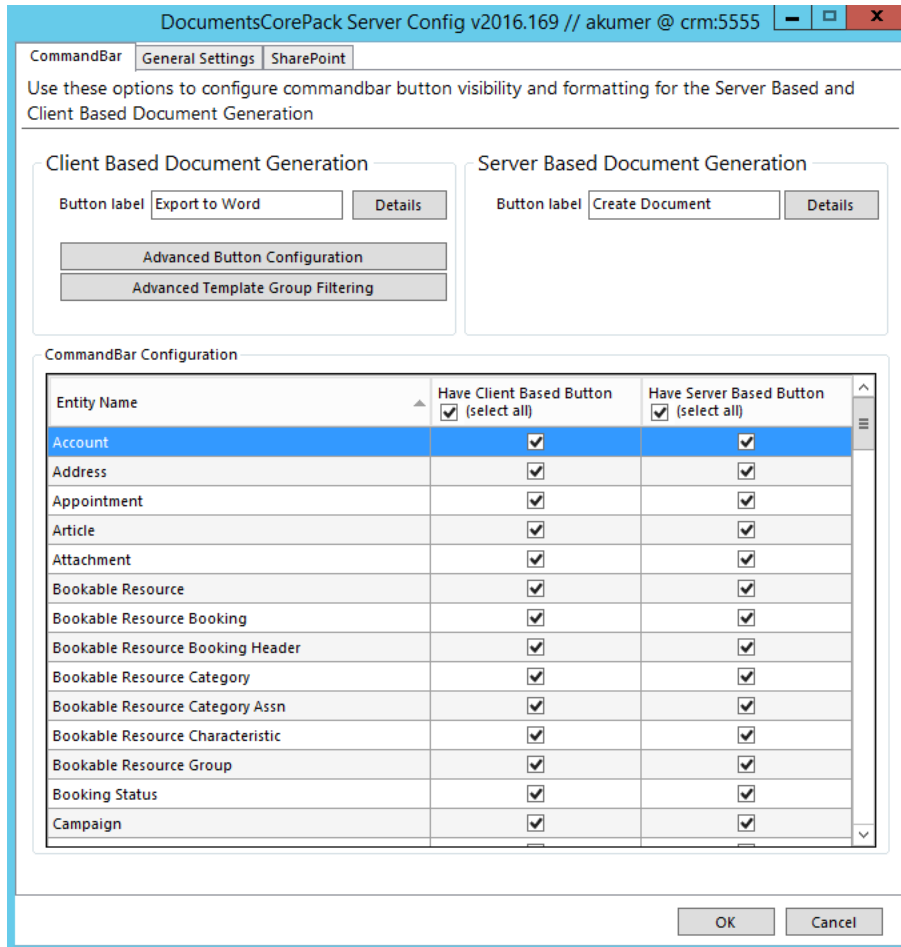 DocumentsCorePack Server Config v2016.169 // akumer @ crm:5555
CommandBar General Settings SharePoint
Use these options to configure commandbar button visibility and formatting for the Server Based and
Client Based Document Generation
Client Based Document Generation
Button label Export to Word Details
Advanced Button Configuration
Advanced Template Group Filtering
Server Based Document Generation
Button label Create Document Details
CommandBar Configuration
Entity Name
Have Client Based Button
(select all)
Have Server Based Button
(select all)
Account
Address
Appointment
Article
Attachment
Bookable Resource
Bookable Resource Booking
Bookable Resource Booking Header
Bookable Resource Category
Bookable Resource Category Assn
Bookable Resource Characteristic
Bookable Resource Group
Booking Status
Campaign
OK Cancel